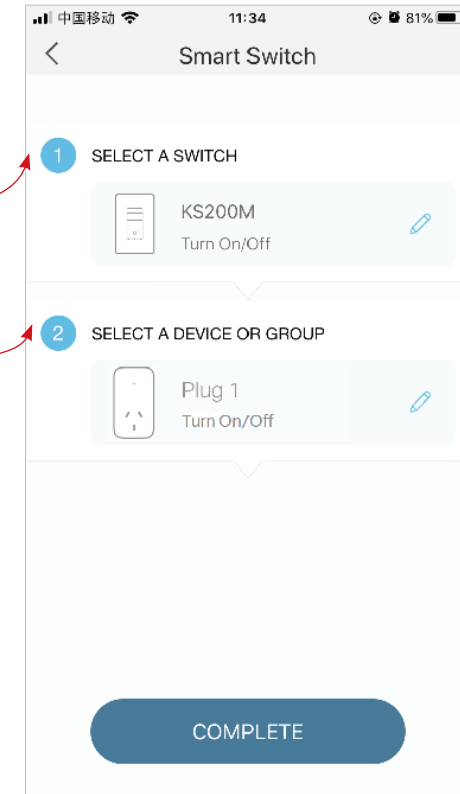 中国移动 11:34 81%
Smart Switch
1 SELECT A SWITCH
KS200M
Turn On/Off
2 SELECT A DEVICE OR GROUP
Plug 1
Turn On/Off
COMPLETE